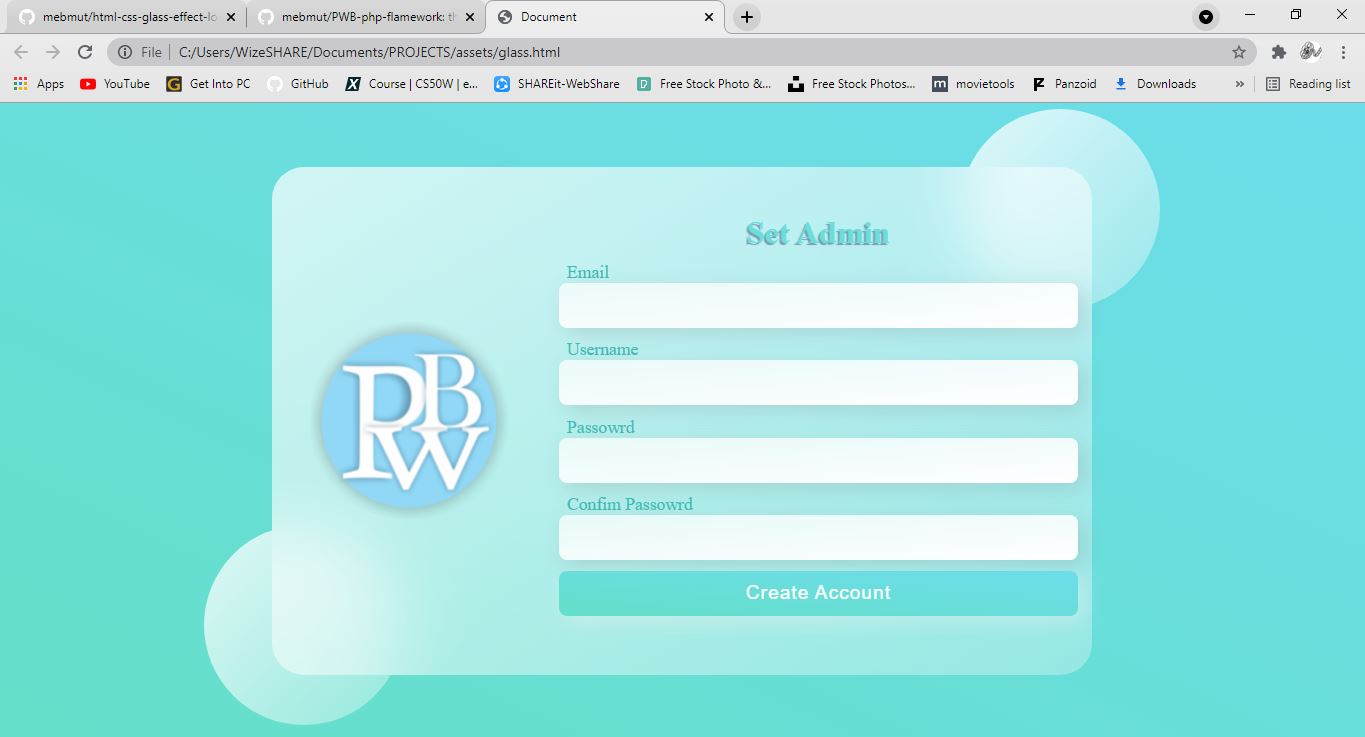 mebmut/html-css-glass-effect-lo
mebmut/PWB-php-flamework: th
Document
File
C:/Users/WizeSHARE/Documents/PROJECTS/assets/glass.html
Apps
YouTube
Get Into PC
GitHub
Course | CS50W | e...
SHAREit-WebShare
Free Stock Photo &...
Free Stock Photos...
movietools
Panzoid
Downloads
»
Reading list
Set Admin
Email
Username
PBW
Passowrd
Confim Passowrd
Create Account